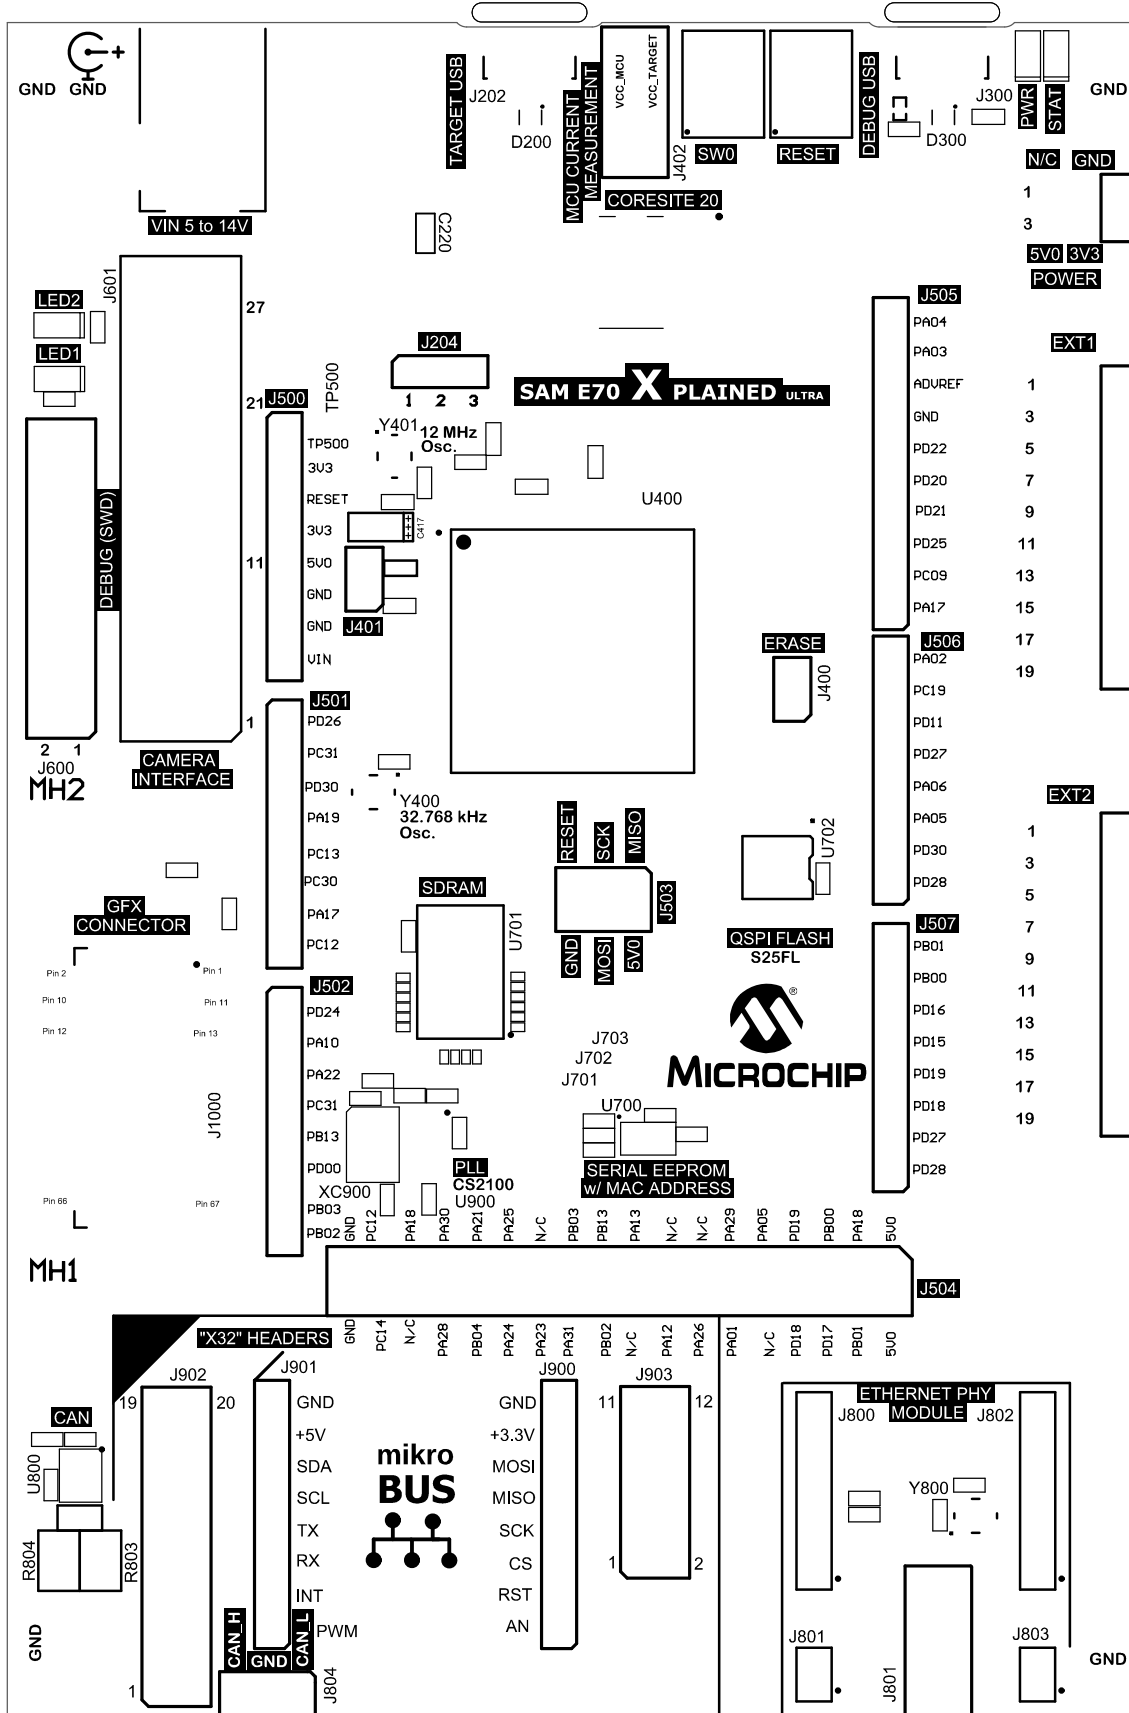 GND
GND
+
TARGET USB
J202
D200
MCU CURRENT
MEASUREMENT
VCC_MCU
VCC_TARGET
J402
SW0
RESET
DEBUG USB
J300
D300
PWR
STAT
GND
N/C
GND
1
3
5V0
3V3
POWER
VIN 5 to 14V
CORESITE 20
C220
J601
LED2
LED1
27
21
11
1
DEBUG (SWD)
2
1
J600
MH2
CAMERA
INTERFACE
TP500
J500
TP500
3V3
RESET
3V3
5V0
GND
GND
VIN
J204
1
2
3
SAM E70 X PLAINED ULTRA
Y401
12 MHz
Osc.
C417
J401
U400
ERASE
J400
J505
PA04
PA03
ADVREF
GND
PD22
PD20
PD21
PD25
PC09
PA17
EXT1
1
3
5
7
9
11
13
15
17
19
J506
PA02
PC19
PD11
PD27
PA06
PA05
PD30
PD28
J501
PD26
PC31
PD30
PA19
PC13
PC30
PA17
PC12
Y400
32.768 kHz
Osc.
RESET
SCK
MISO
J503
GND
MOSI
5V0
U702
QSPI FLASH
S25FL
EXT2
1
3
5
7
9
11
13
15
17
19
SDRAM
U701
GFX
CONNECTOR
Pin 2
Pin 1
Pin 10
Pin 11
Pin 12
Pin 13
J1000
Pin 66
Pin 67
MH1
J502
PD24
PA10
PA22
PC31
PB13
PD00
PB03
PB02
J507
PB01
PB00
PD16
PD15
PD19
PD18
PD27
PD28
®
MICROCHIP
J703
J702
J701
U700
SERIAL EEPROM
w/ MAC ADDRESS
XC900
PLL
CS2100
U900
GND
PC12
PA18
PA30
PA21
PA25
N/C
PB03
PB13
PA13
N/C
N/C
PA29
PA05
PD19
PB00
PA18
5V0
J504
GND
PC14
N/C
PA28
PB04
PA24
PA23
PA31
PB02
N/C
PA12
PA26
PA01
N/C
PD18
PD17
PB01
5V0
"X32" HEADERS
J902
19
20
1
J901
GND
+5V
SDA
SCL
TX
RX
INT
PWM
mikro
BUS
J900
GND
+3.3V
MOSI
MISO
SCK
CS
RST
AN
J903
11
12
1
2
CAN
U800
R804
R803
GND
CAN_H
GND
CAN_L
J804
ETHERNET PHY
MODULE
J800
J802
Y800
J801
J801
J803
GND